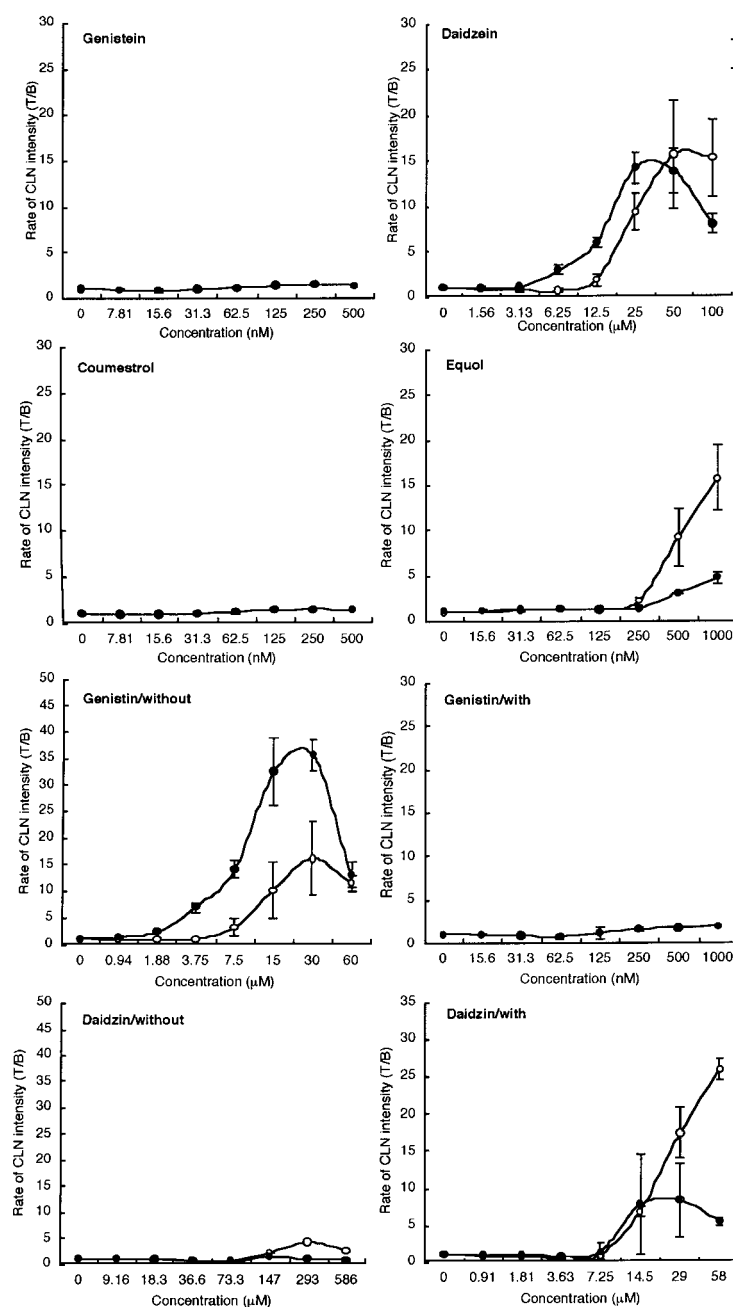 Genistein
Rate of CLN intensity (T/B)
30
25
20
15
10
5
0
0 7.81 15.6 31.3 62.5 125 250 500
Concentration (nM)
Daidzein
Rate of CLN intensity (T/B)
30
25
20
15
10
5
0
0 1.56 3.13 6.25 12.5 25 50 100
Concentration (μM)
Coumestrol
Rate of CLN intensity (T/B)
30
25
20
15
10
5
0
0 7.81 15.6 31.3 62.5 125 250 500
Concentration (nM)
Equol
Rate of CLN intensity (T/B)
30
25
20
15
10
5
0
0 15.6 31.3 62.5 125 250 500 1000
Concentration (nM)
Genistin/without
Rate of CLN intensity (T/B)
50
45
40
35
30
25
20
15
10
5
0
0 0.94 1.88 3.75 7.5 15 30 60
Concentration (μM)
Genistin/with
Rate of CLN intensity (T/B)
30
25
20
15
10
5
0
0 15.6 31.3 62.5 125 250 500 1000
Concentration (nM)
Daidzin/without
Rate of CLN intensity (T/B)
50
45
40
35
30
25
20
15
10
5
0
0 9.16 18.3 36.6 73.3 147 293 586
Concentration (μM)
Daidzin/with
Rate of CLN intensity (T/B)
35
30
25
20
15
10
5
0
0 0.91 1.81 3.63 7.25 14.5 29 58
Concentration (μM)